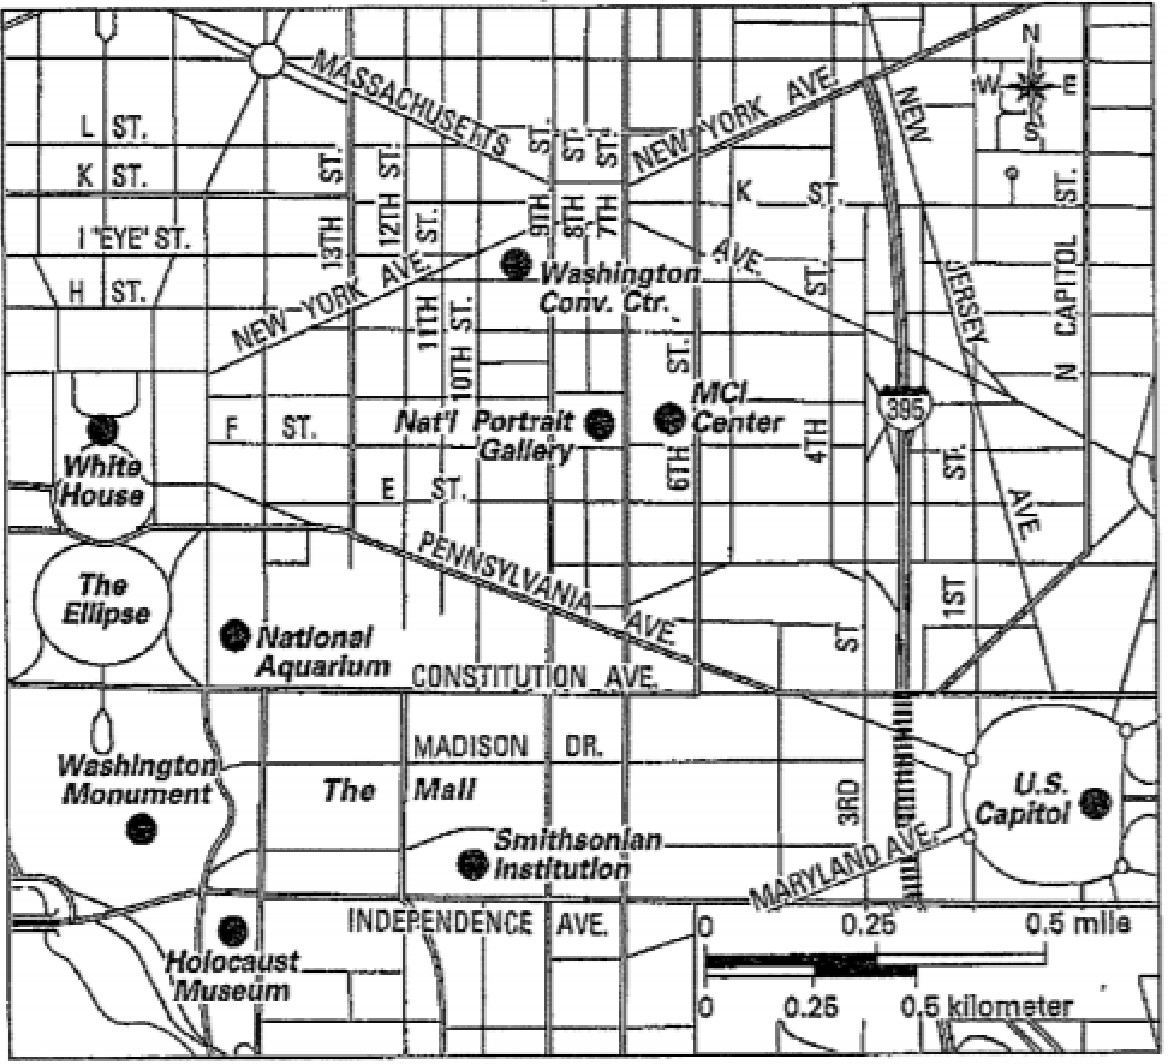 N
W E
S
MASSACHUSETTS
NEW YORK AVE.
NEW
JERSEY
AVE.
L ST.
K ST.
I "EYE" ST.
H ST.
13TH ST.
12TH ST.
11TH ST.
10TH ST.
9TH ST.
8TH ST.
7TH ST.
K ST.
AVE.
NEW YORK AVE.
Washington
Conv. Ctr.
6TH ST.
4TH ST.
N CAPITOL ST.
395
MCI
Center
Nat'l Portrait
Gallery
F ST.
E ST.
White
House
PENNSYLVANIA AVE.
1ST ST.
3RD ST
The
Ellipse
National
Aquarium
CONSTITUTION AVE.
MADISON DR.
The Mall
Washington
Monument
U.S.
Capitol
Smithsonian
Institution
MARYLAND AVE.
INDEPENDENCE AVE.
Holocaust
Museum
0 0.25 0.5 mile
0 0.25 0.5 kilometer